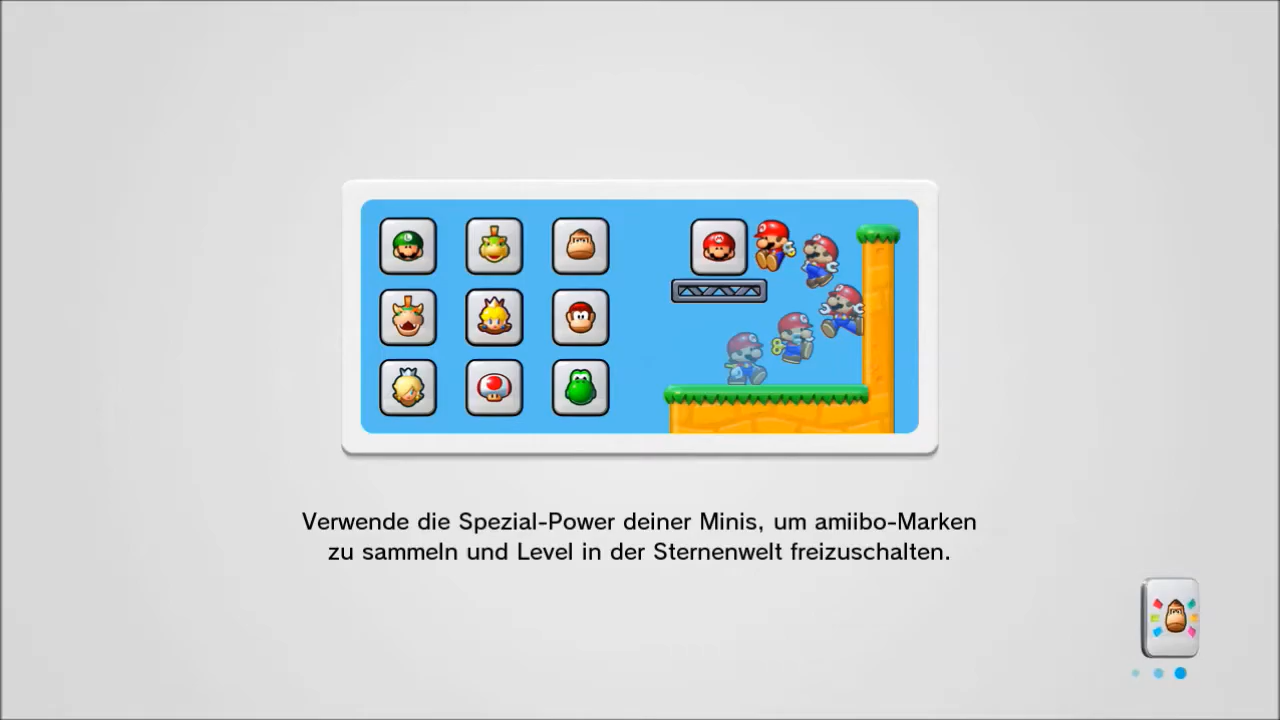 Verwende die Spezial-Power deiner Minis, um amiibo-Marken
zu sammeln und Level in der Sternenwelt freizuschalten.